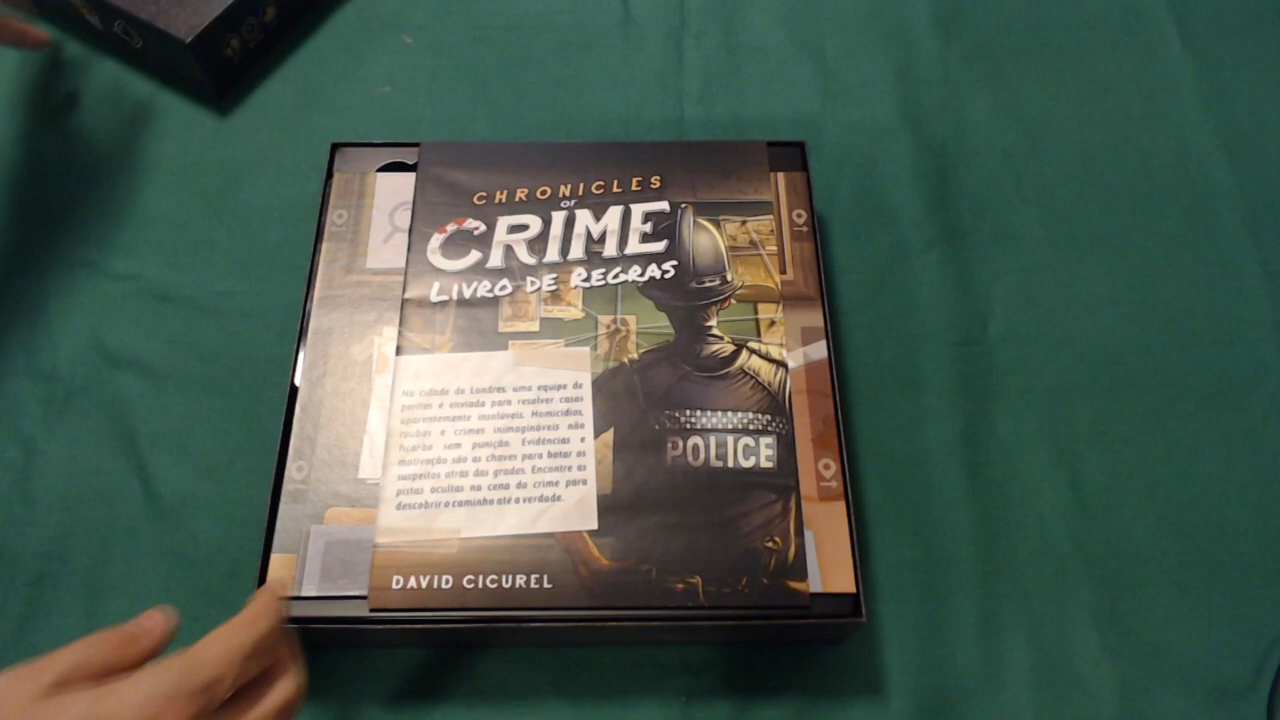 CHRONICLES
OF
CRIME
LIVRO DE REGRAS
Na cidade de Londres, uma equipe de
peritos é enviada para resolver casos
aparentemente insolúveis. Homicídios,
roubos e crimes inimagináveis não
ficarão sem punição. Evidências e
motivação são as chaves para botar os
suspeitos atrás das grades. Encontre as
pistas ocultas na cena do crime para
descobrir o caminho até a verdade.
POLICE
DAVID CICUREL